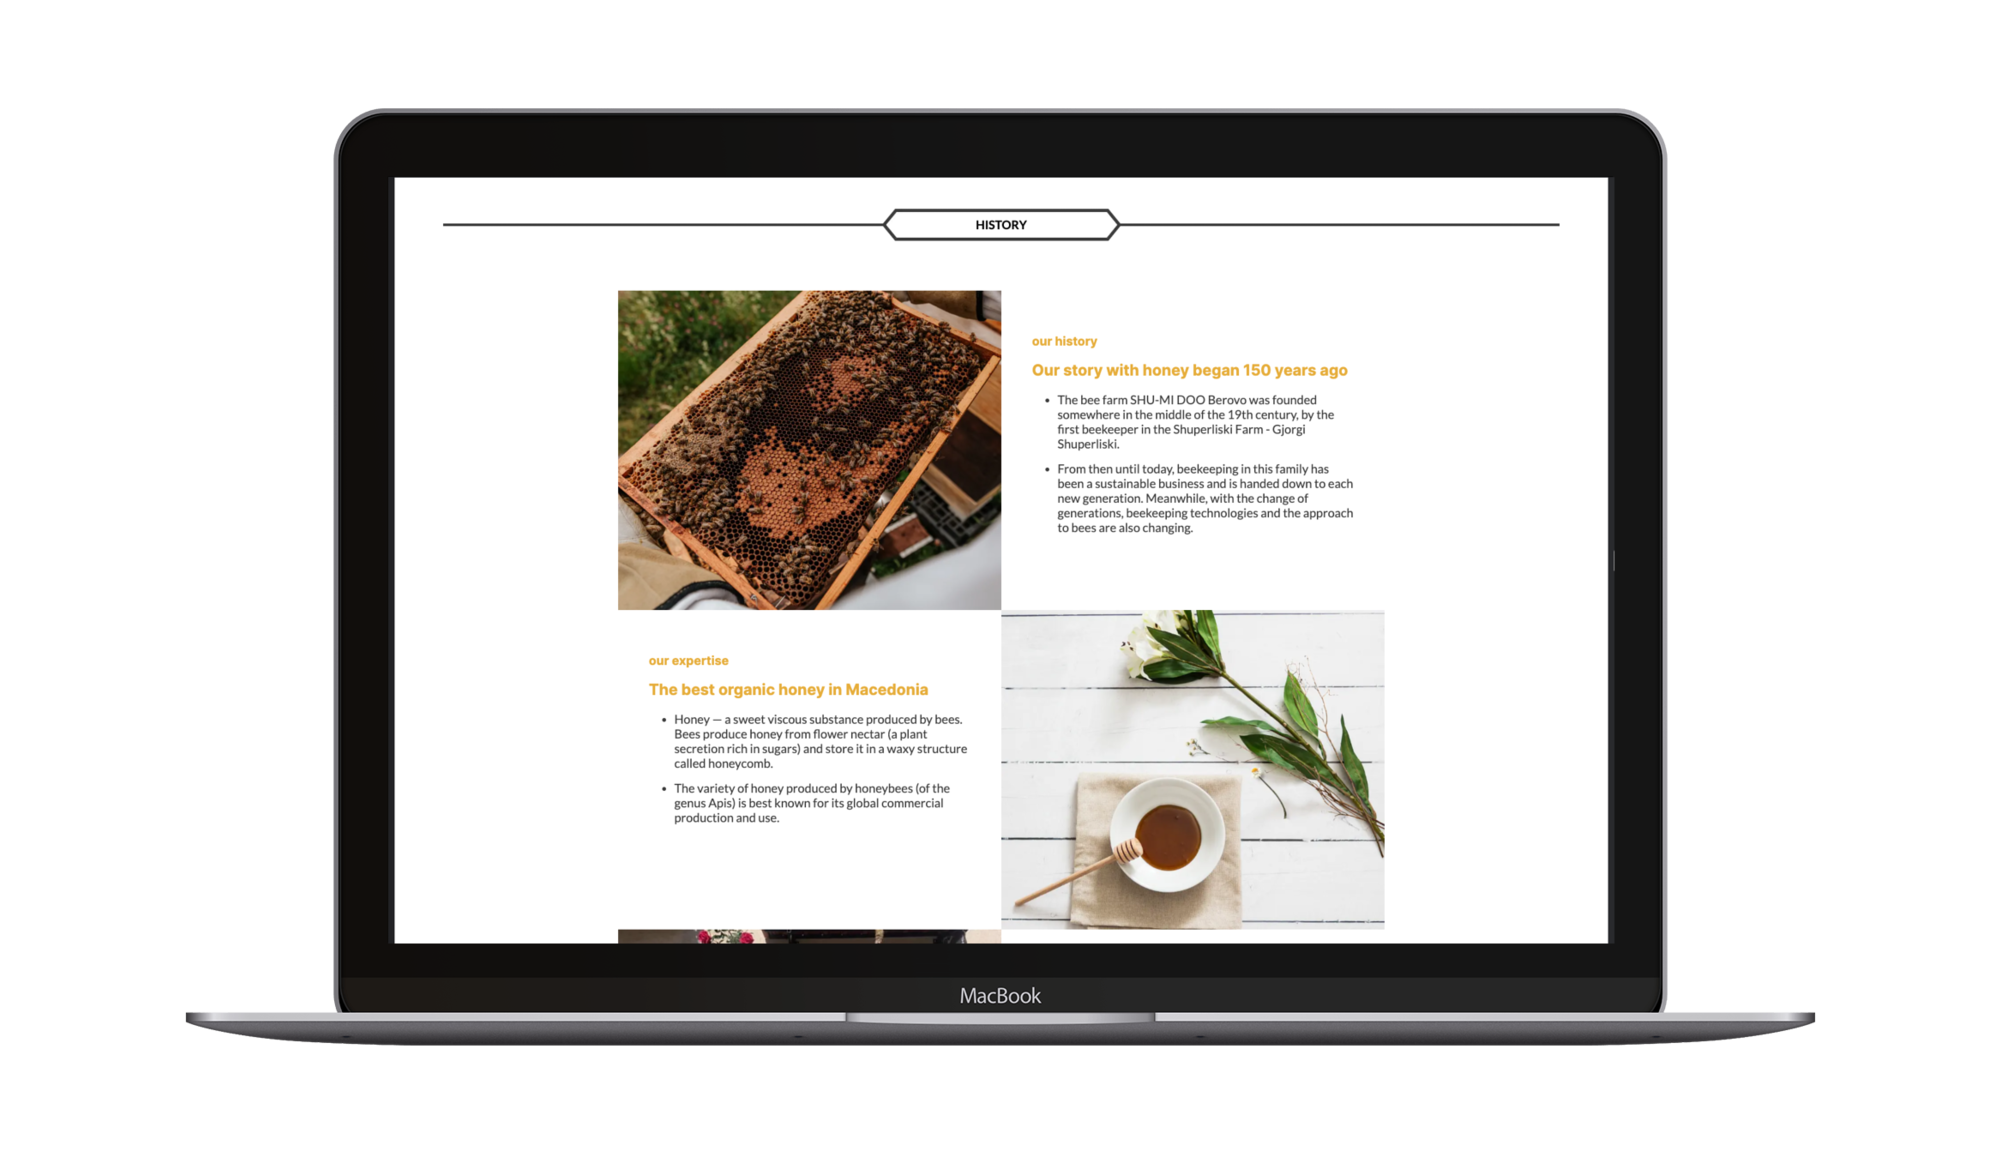 HISTORY
our history
Our story with honey began 150 years ago
• The bee farm SHU-MI DOO Berovo was founded
somewhere in the middle of the 19th century, by the
first beekeeper in the Shuperliski Farm - Gjorgi
Shuperliski.
• From then until today, beekeeping in this family has
been a sustainable business and is handed down to each
new generation. Meanwhile, with the change of
generations, beekeeping technologies and the approach
to bees are also changing.
our expertise
The best organic honey in Macedonia
• Honey — a sweet viscous substance produced by bees.
Bees produce honey from flower nectar (a plant
secretion rich in sugars) and store it in a waxy structure
called honeycomb.
• The variety of honey produced by honeybees (of the
genus Apis) is best known for its global commercial
production and use.
MacBook